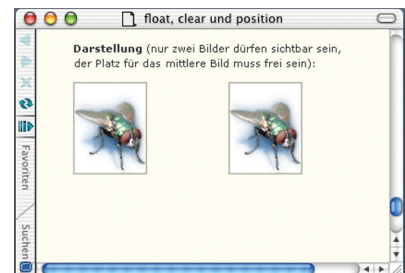 float, clear und position
Darstellung (nur zwei Bilder dürfen sichtbar sein,
der Platz für das mittlere Bild muss frei sein):
Favoriten
Suchen